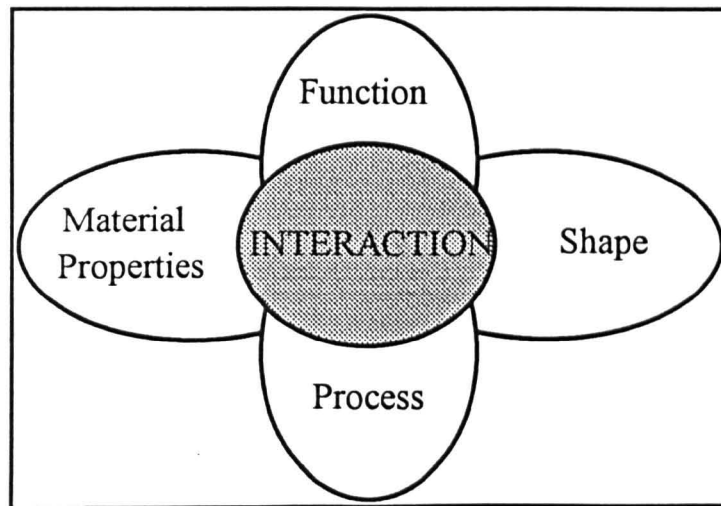 Function
Material
Properties
INTERACTION
Shape
Process